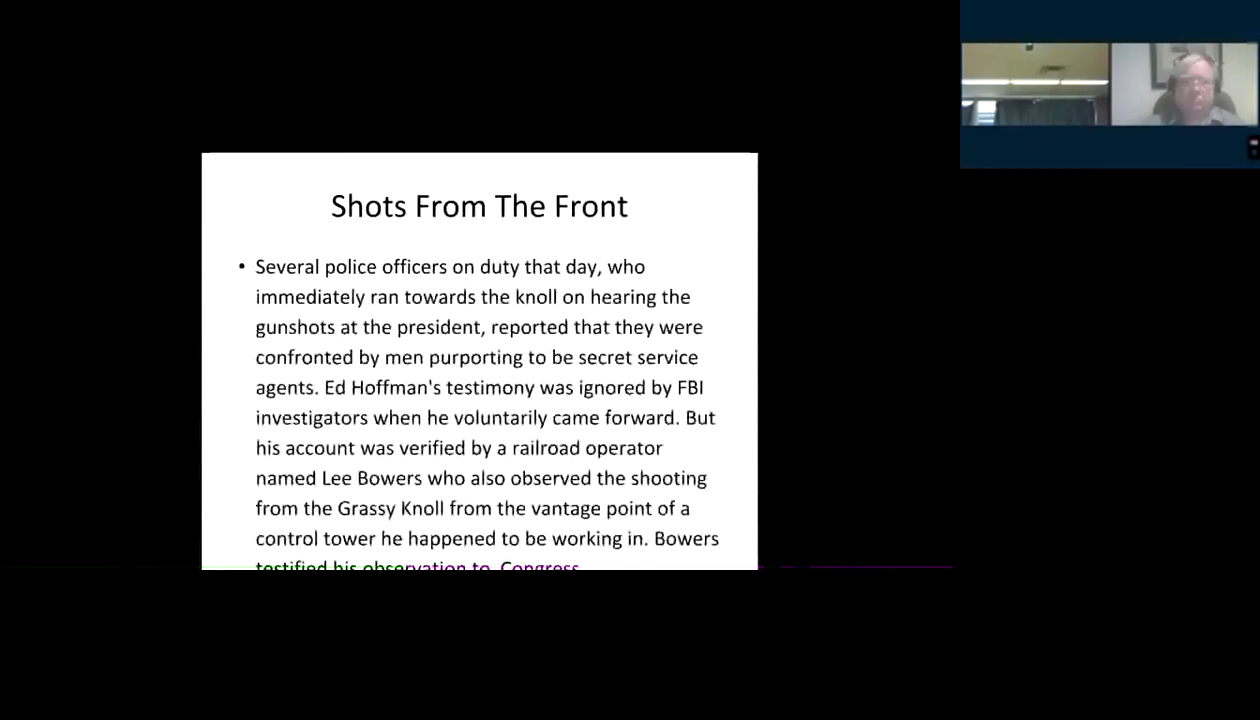 Shots From The Front
• Several police officers on duty that day, who
immediately ran towards the knoll on hearing the
gunshots at the president, reported that they were
confronted by men purporting to be secret service
agents. Ed Hoffman's testimony was ignored by FBI
investigators when he voluntarily came forward. But
his account was verified by a railroad operator
named Lee Bowers who also observed the shooting
from the Grassy Knoll from the vantage point of a
control tower he happened to be working in. Bowers
testified his observation to Congress